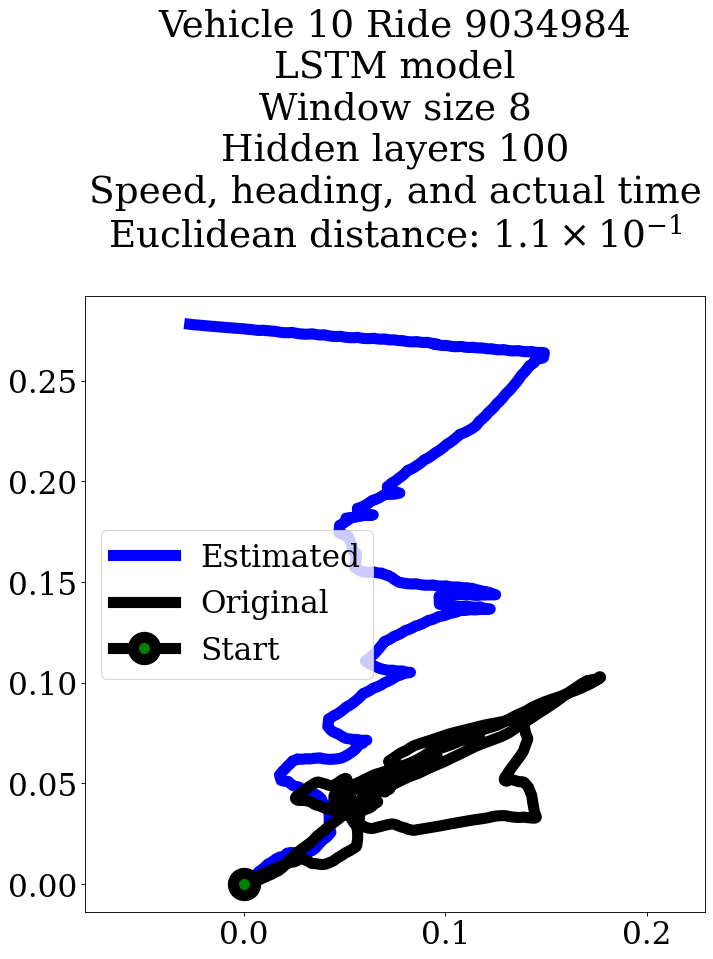 Vehicle 10 Ride 9034984
LSTM model
Window size 8
Hidden layers 100
Speed, heading, and actual time
Euclidean distance: 1.1 × 10⁻¹
0.25
0.20
0.15
0.10
0.05
0.00
Estimated
Original
Start
0.0 0.1 0.2